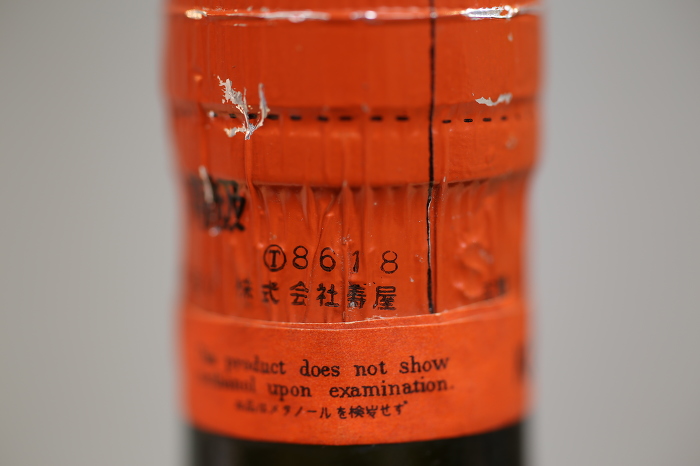 級
Ⓣ8618
株式会社壽屋
product does not show
upon examination.
メタノールを検出せず